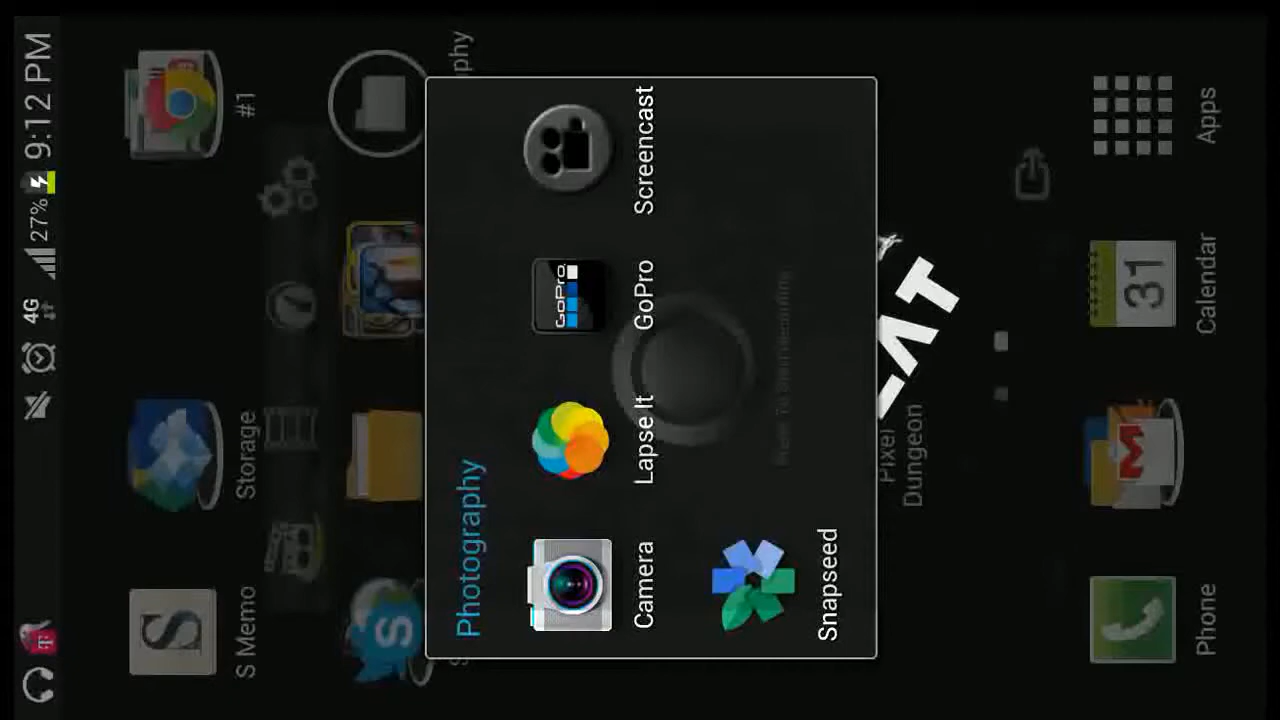 4G 27% 9:12 PM
S Memo
Storage
#1
phy
Photography
Camera
Lapse It
GoPro
Screencast
Snapseed
Pixel
Dungeon
31
Phone
Calendar
Apps